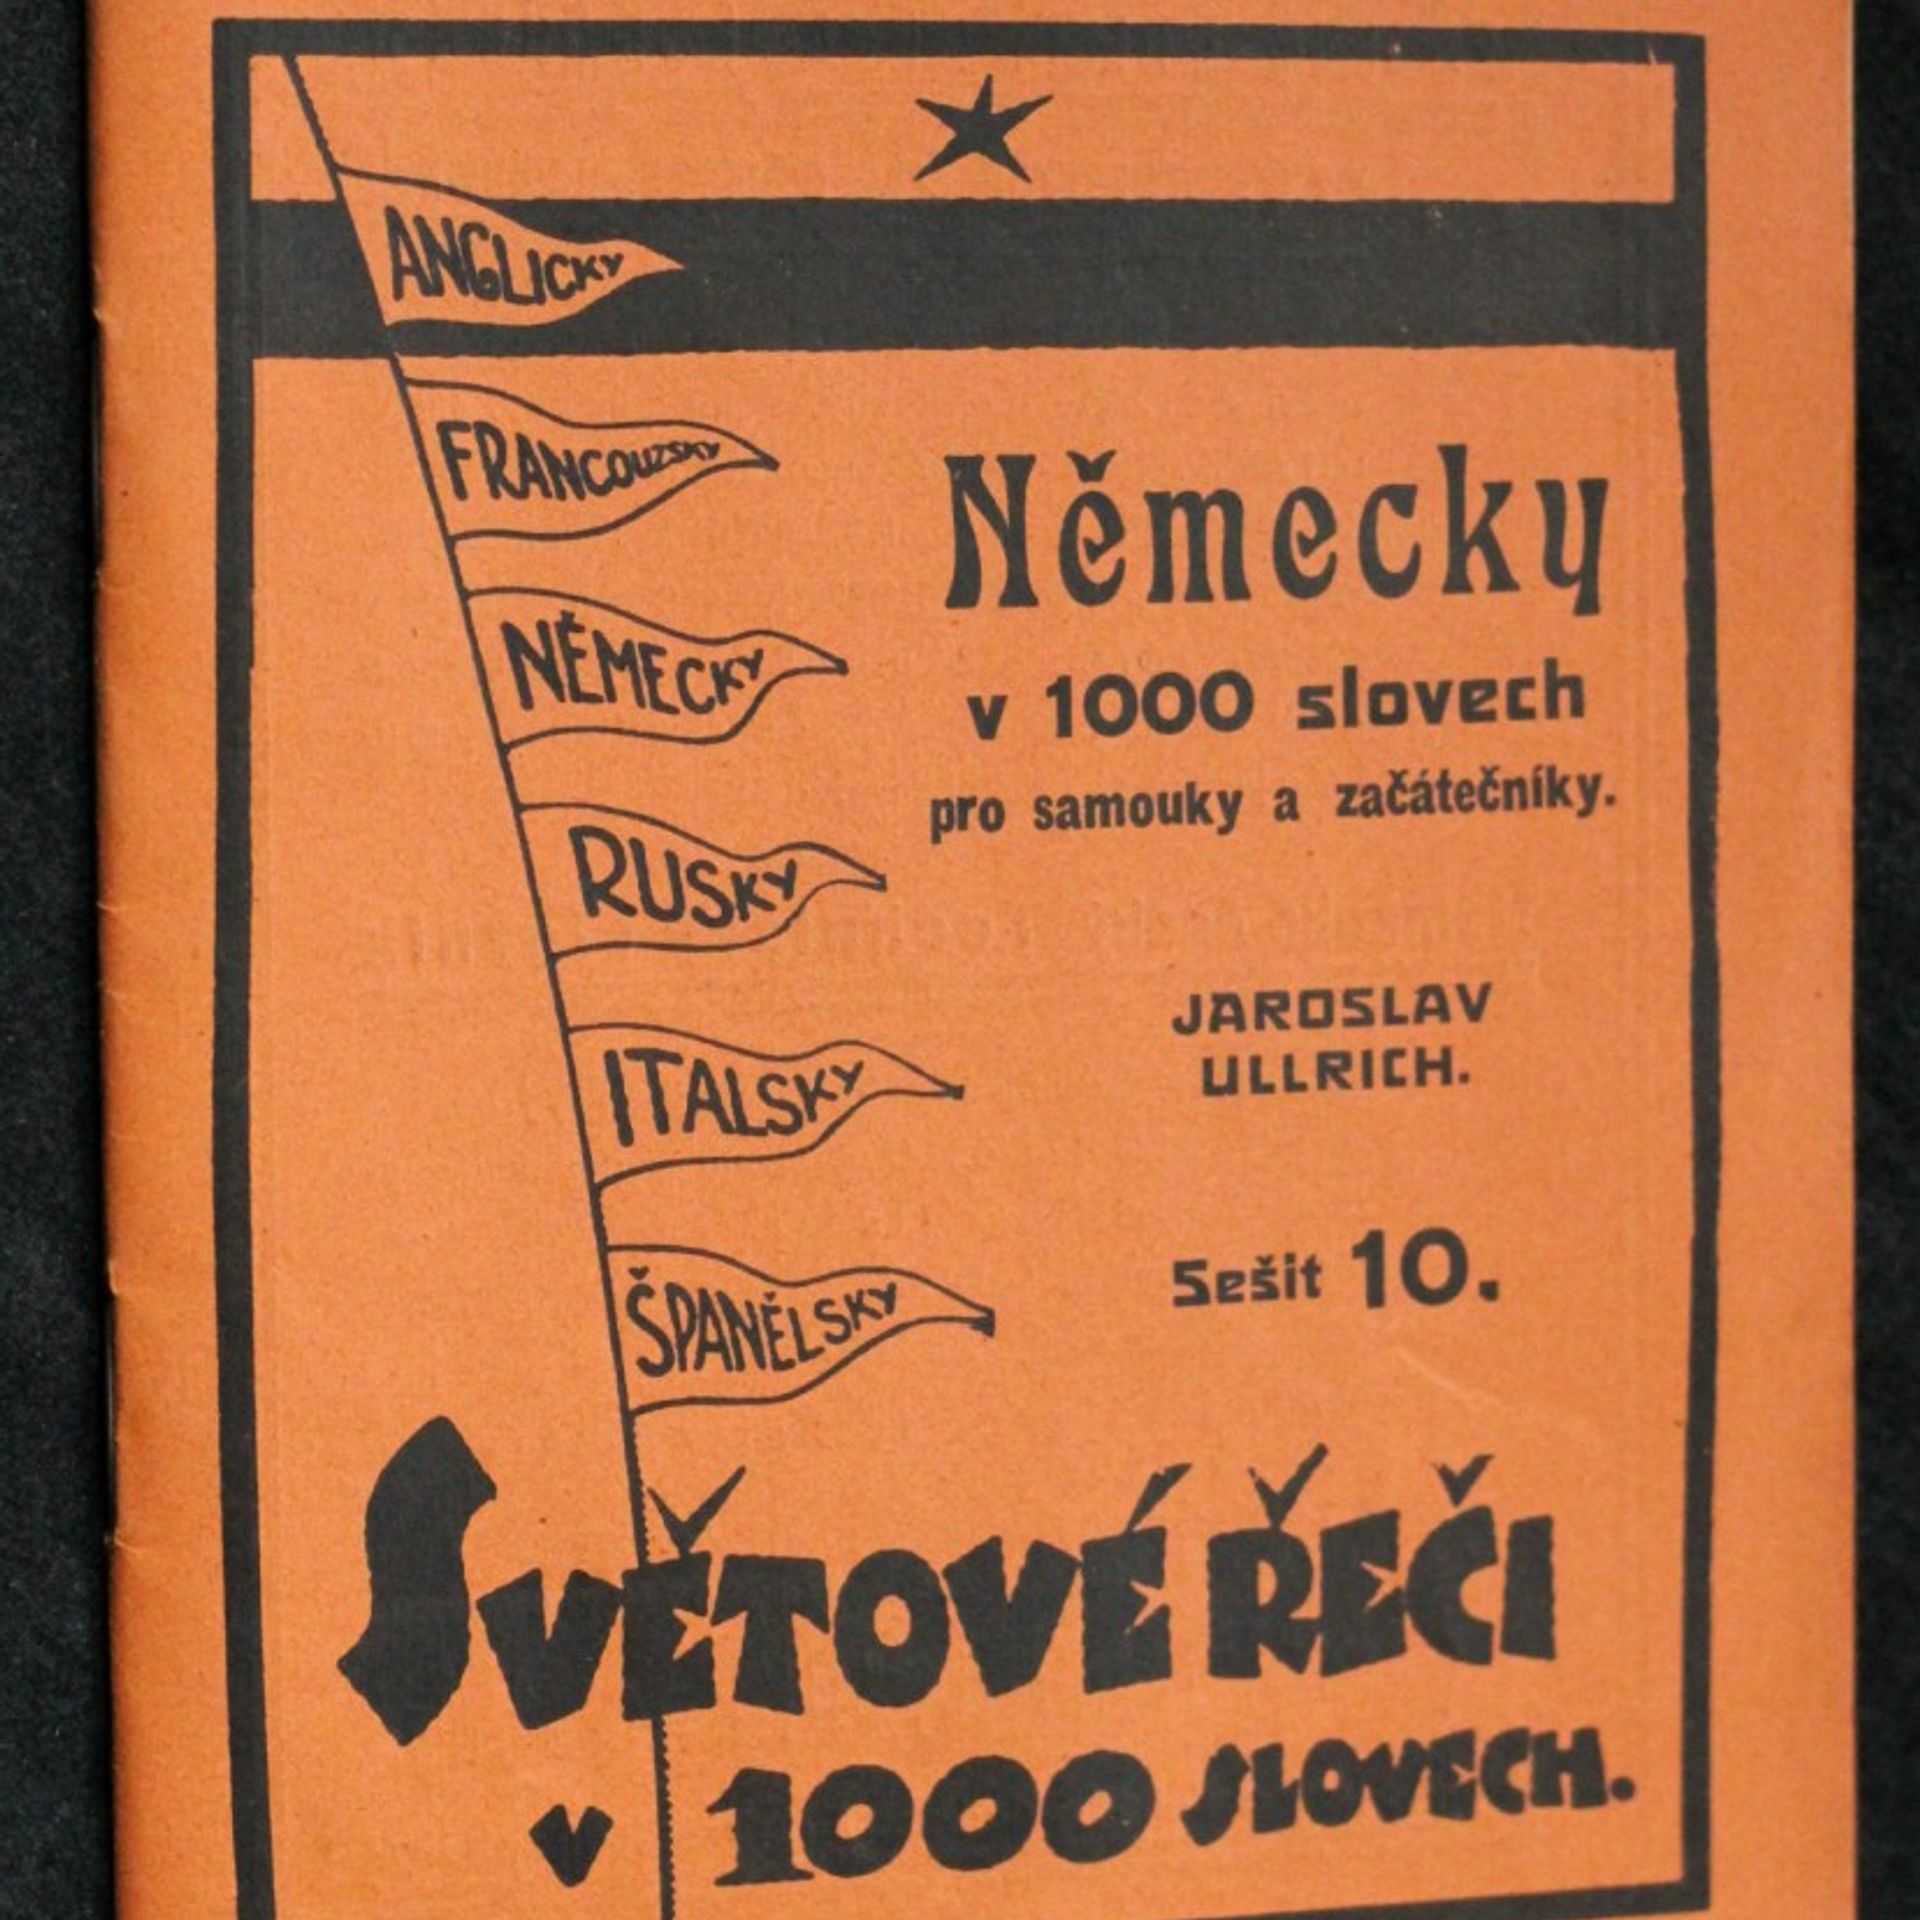 ANGLICKY
FRANCOUZSKY
NĚMECKY
RUSKY
ITALSKY
ŠPANĚLSKY
Německy
v 1000 slovech
pro samouky a začátečníky.
JAROSLAV
ULLRICH.
Sešit 10.
SVĚTOVÉ ŘEČI
v 1000 SLOVECH.